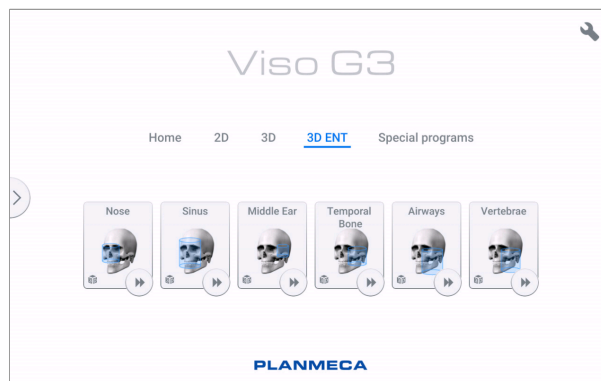 Viso G3
Home 2D 3D 3D ENT Special programs
Nose Sinus Middle Ear Temporal Bone Airways Vertebrae
PLANMECA